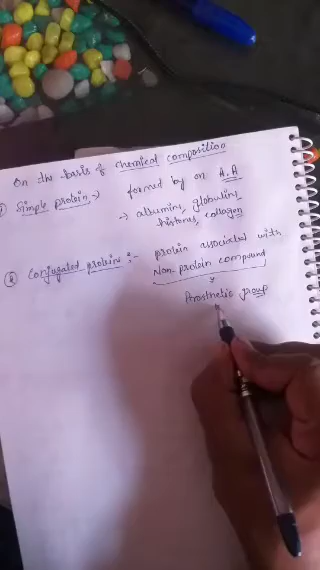 On the basis of chemical composition
① Simple protein → formed by on A.A
→ albumins, globulins,
histones, collagen
② Conjugated proteins :- protein associated with
Non-protein compound
Prosthetic group